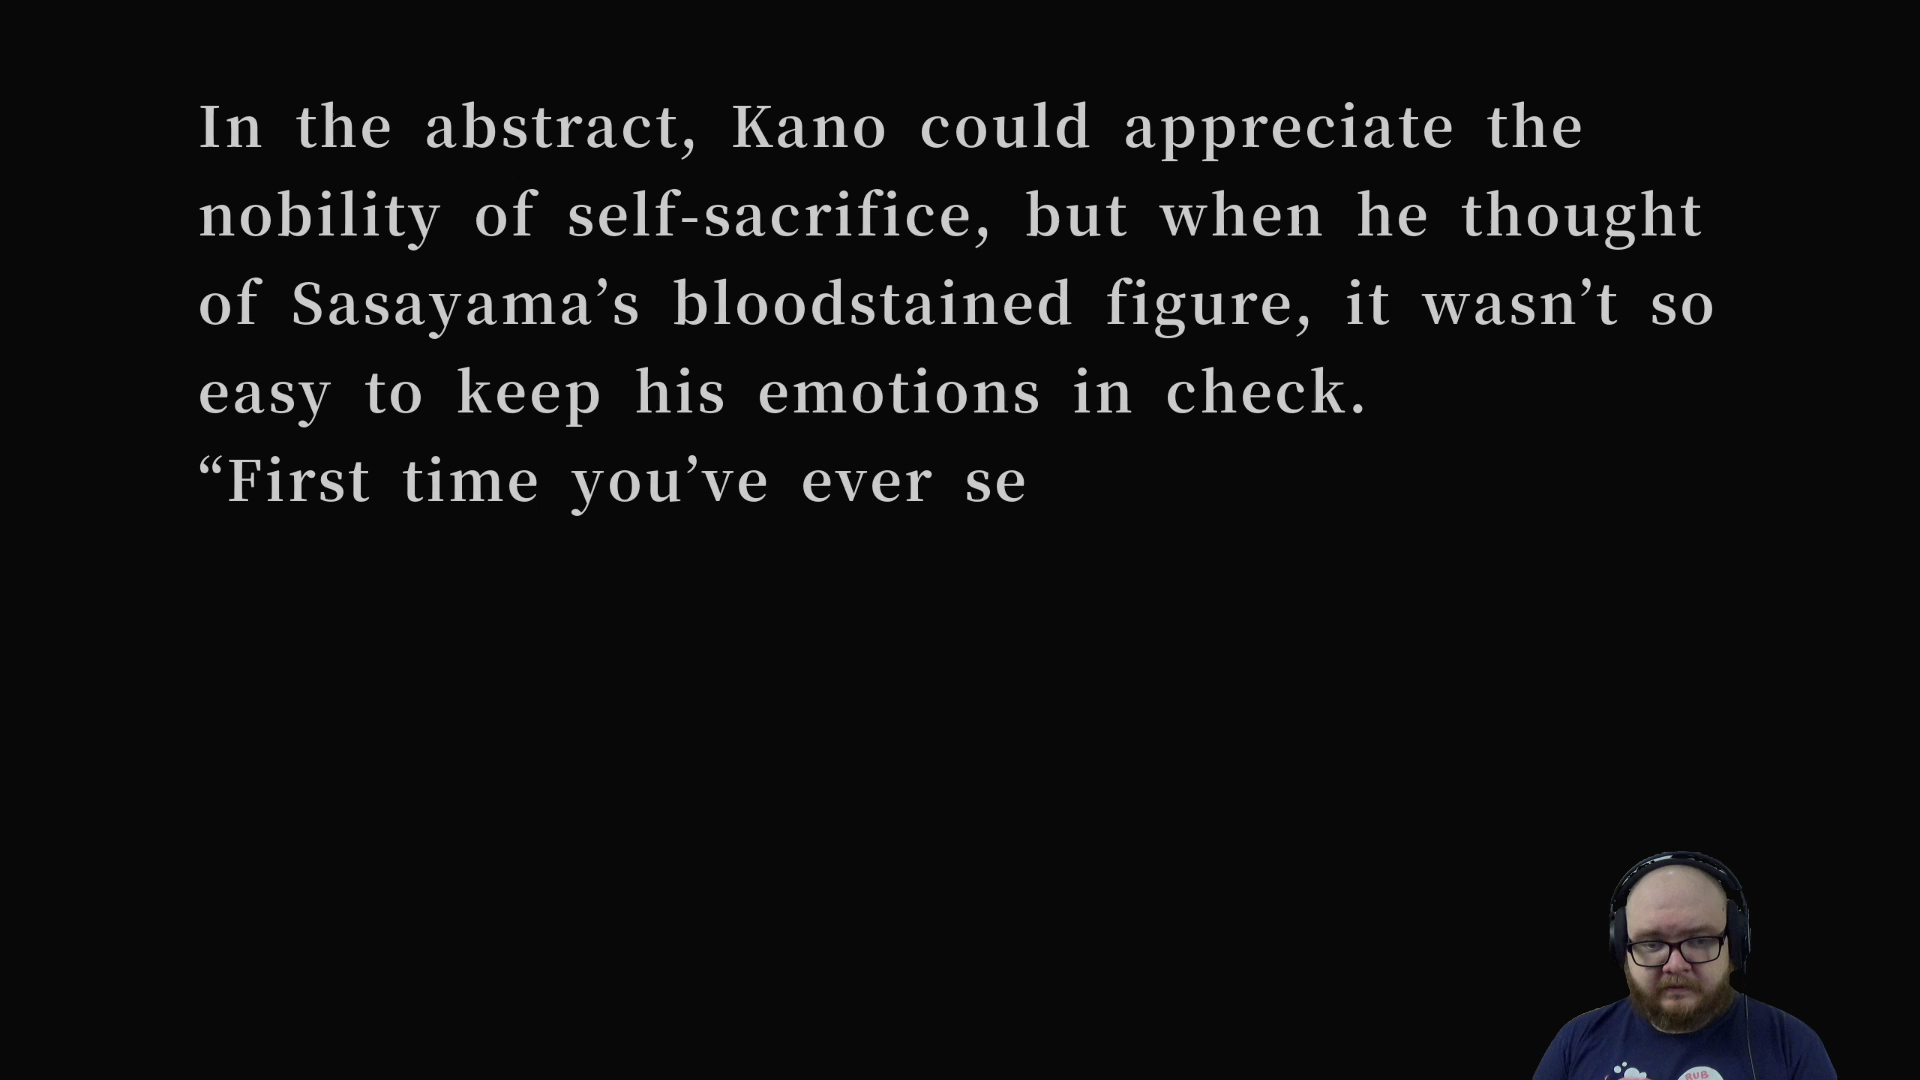 In the abstract, Kano could appreciate the
nobility of self-sacrifice, but when he thought
of Sasayama’s bloodstained figure, it wasn’t so
easy to keep his emotions in check.
“First time you’ve ever se
RUB